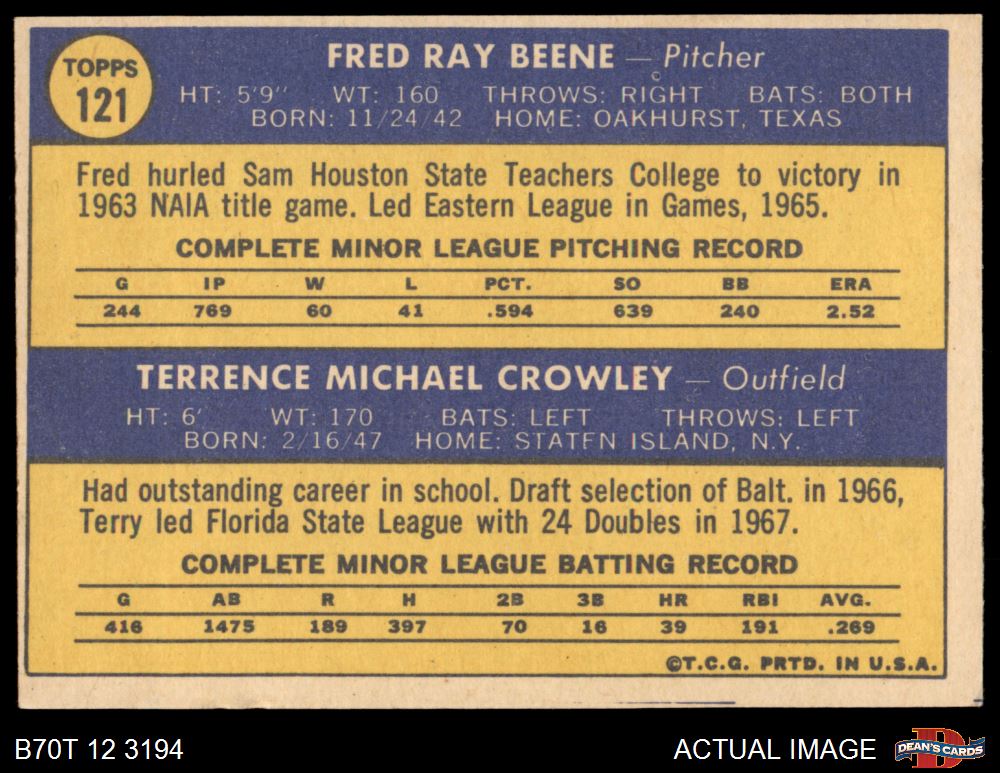 TOPPS
121
FRED RAY BEENE — Pitcher
HT: 5'9" WT: 160 THROWS: RIGHT BATS: BOTH
BORN: 11/24/42 HOME: OAKHURST, TEXAS
Fred hurled Sam Houston State Teachers College to victory in
1963 NAIA title game. Led Eastern League in Games, 1965.
COMPLETE MINOR LEAGUE PITCHING RECORD
G IP W L PCT. SO BB ERA
244 769 60 41 .594 639 240 2.52
TERRENCE MICHAEL CROWLEY — Outfield
HT: 6' WT: 170 BATS: LEFT THROWS: LEFT
BORN: 2/16/47 HOME: STATEN ISLAND, N.Y.
Had outstanding career in school. Draft selection of Balt. in 1966,
Terry led Florida State League with 24 Doubles in 1967.
COMPLETE MINOR LEAGUE BATTING RECORD
G AB R H 2B 3B HR RBI AVG.
416 1475 189 397 70 16 39 191 .269
©T.C.G. PRTD. IN U.S.A.
B70T 12 3194 ACTUAL IMAGE
D
DEAN'S CARDS